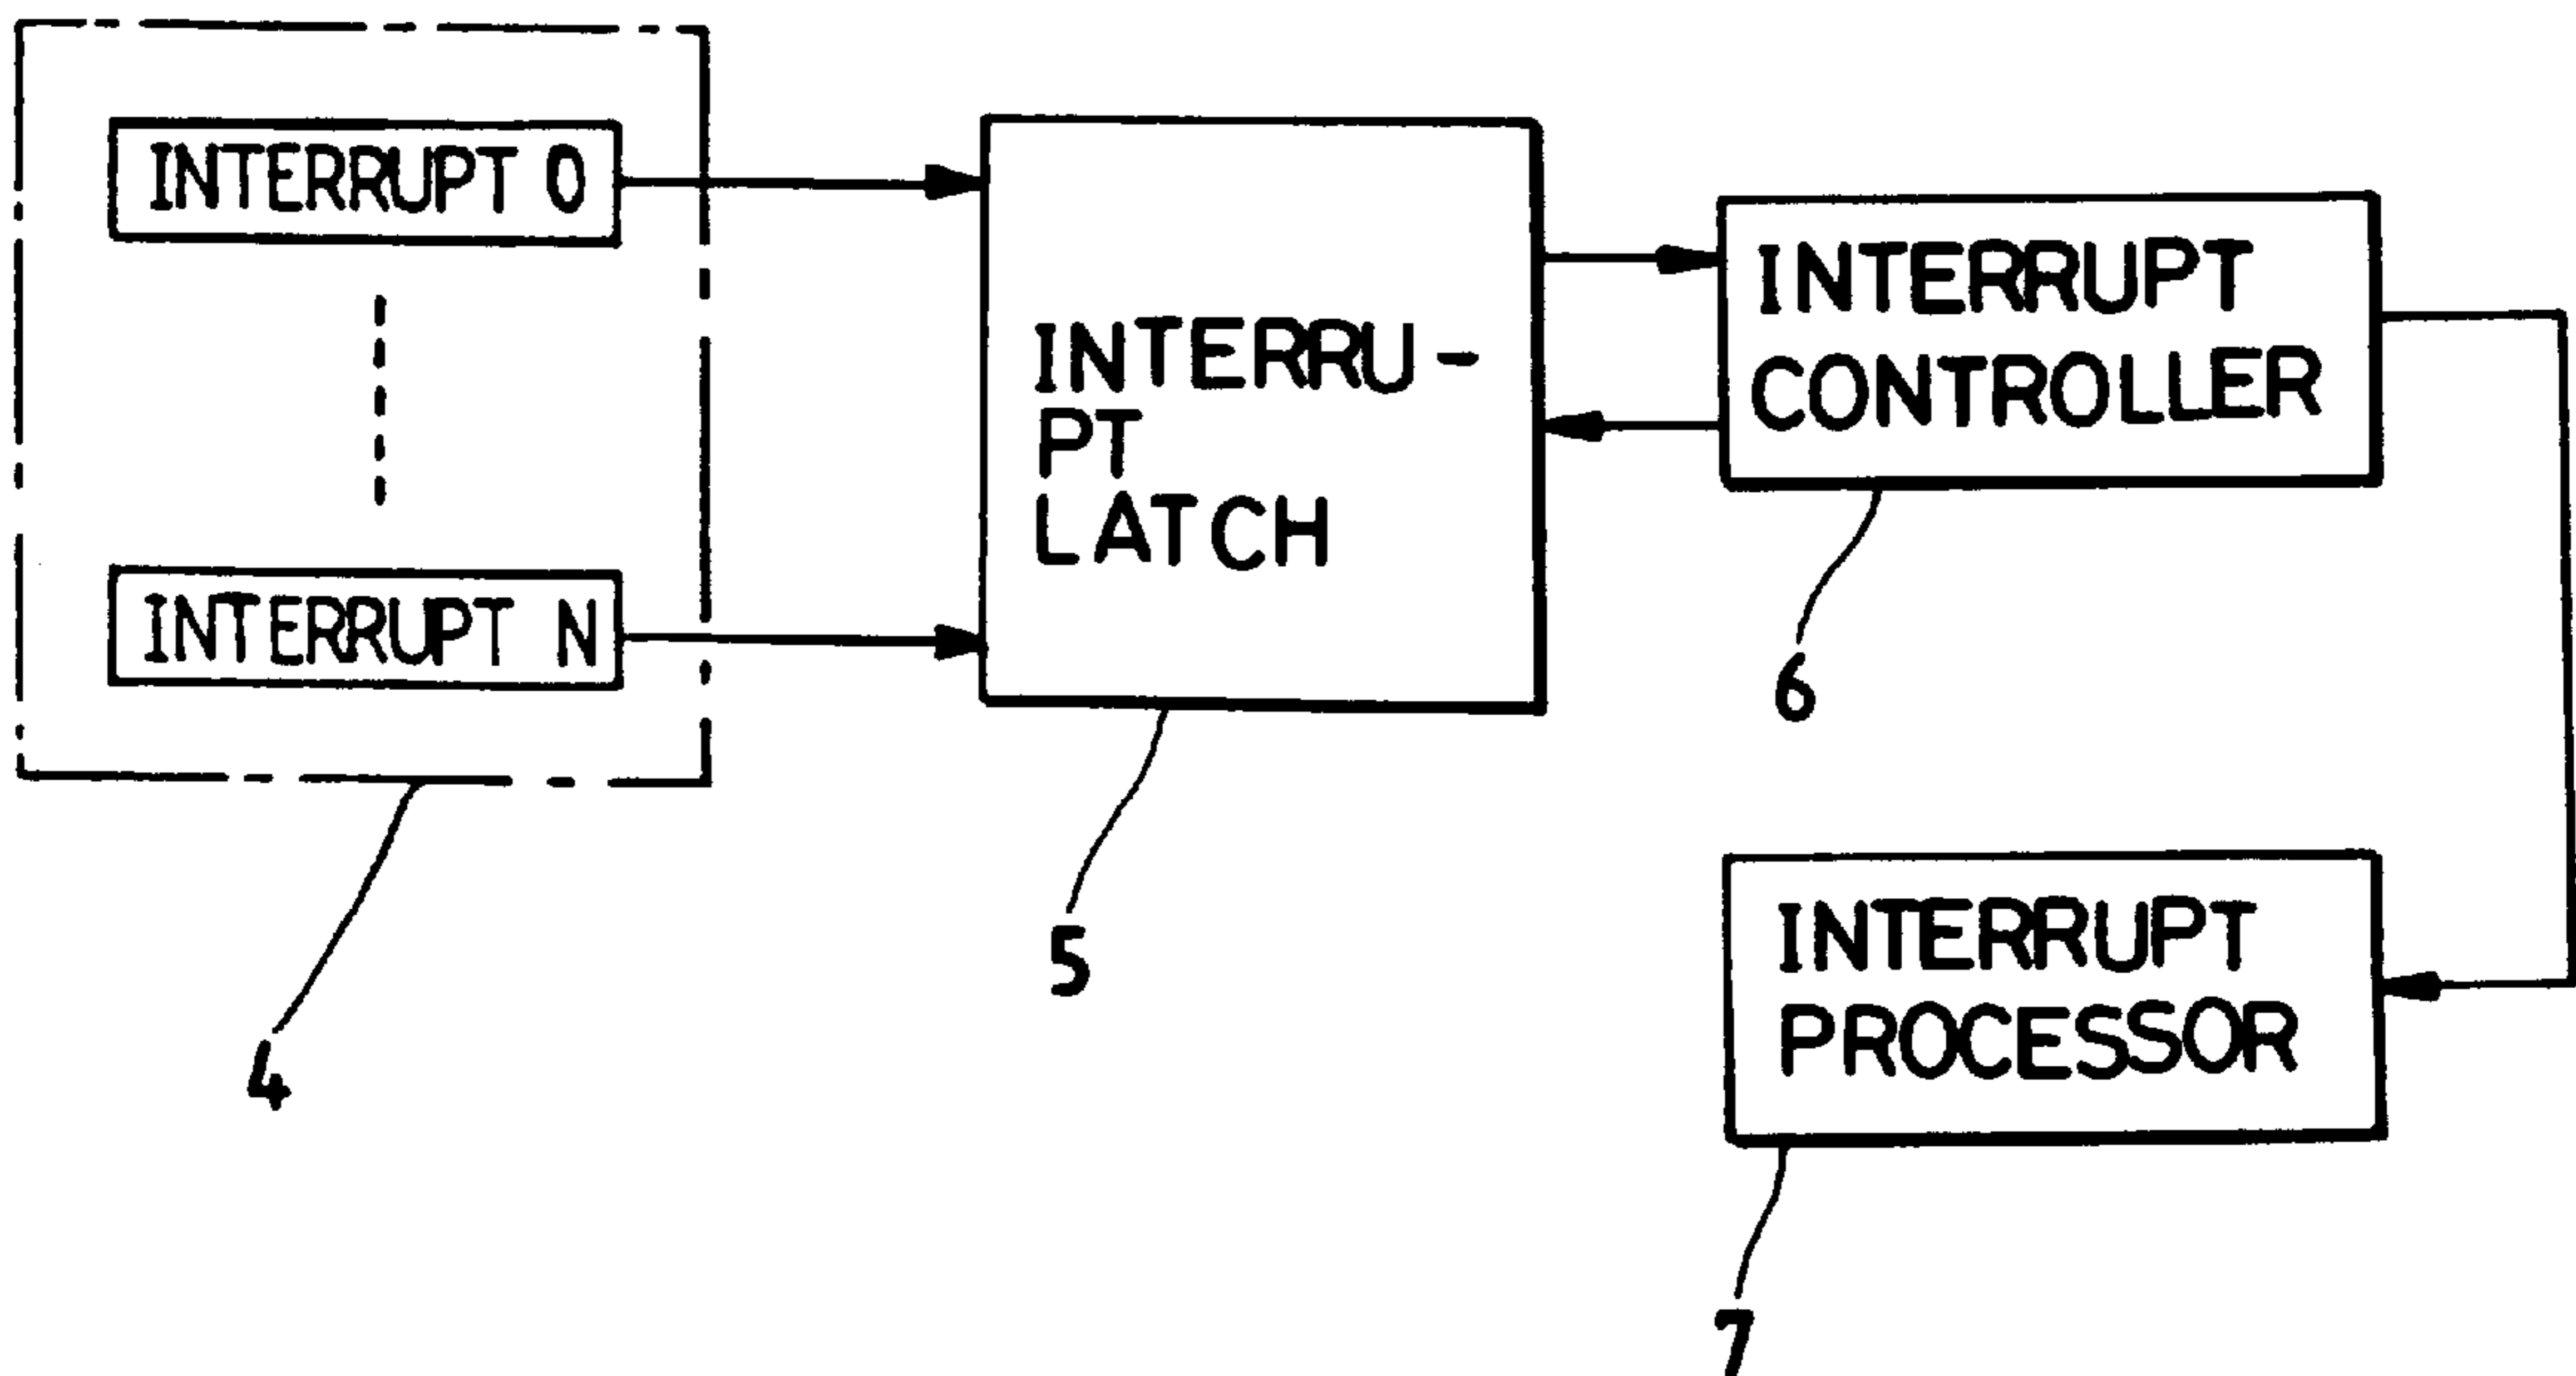 INTERRUPT 0
INTERRUPT N
4
INTERRU-
PT
LATCH
5
INTERRUPT
CONTROLLER
6
INTERRUPT
PROCESSOR
7